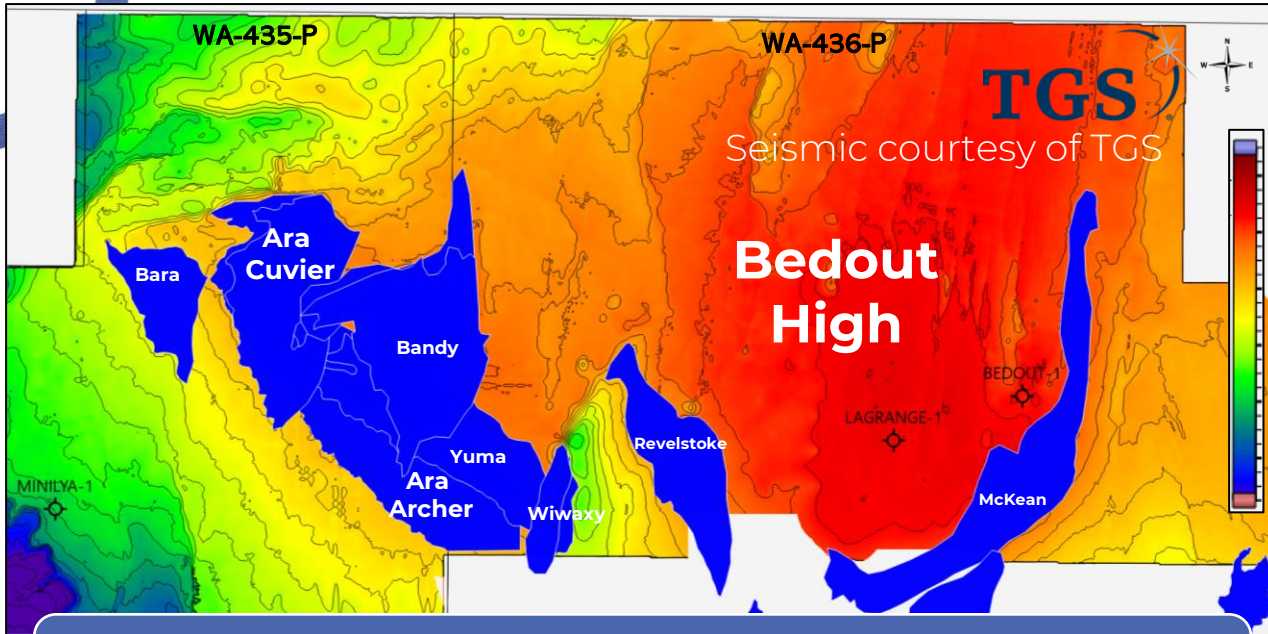 WA-435-P
WA-436-P
N
W E
S
TGS
Seismic courtesy of TGS
Ara
Cuvier
Bara
Bedout
High
Bandy
BEDOUT-1
LAGRANGE-1
Revelstoke
Yuma
Ara
Archer
MINILYA-1
Wiwaxy
McKean